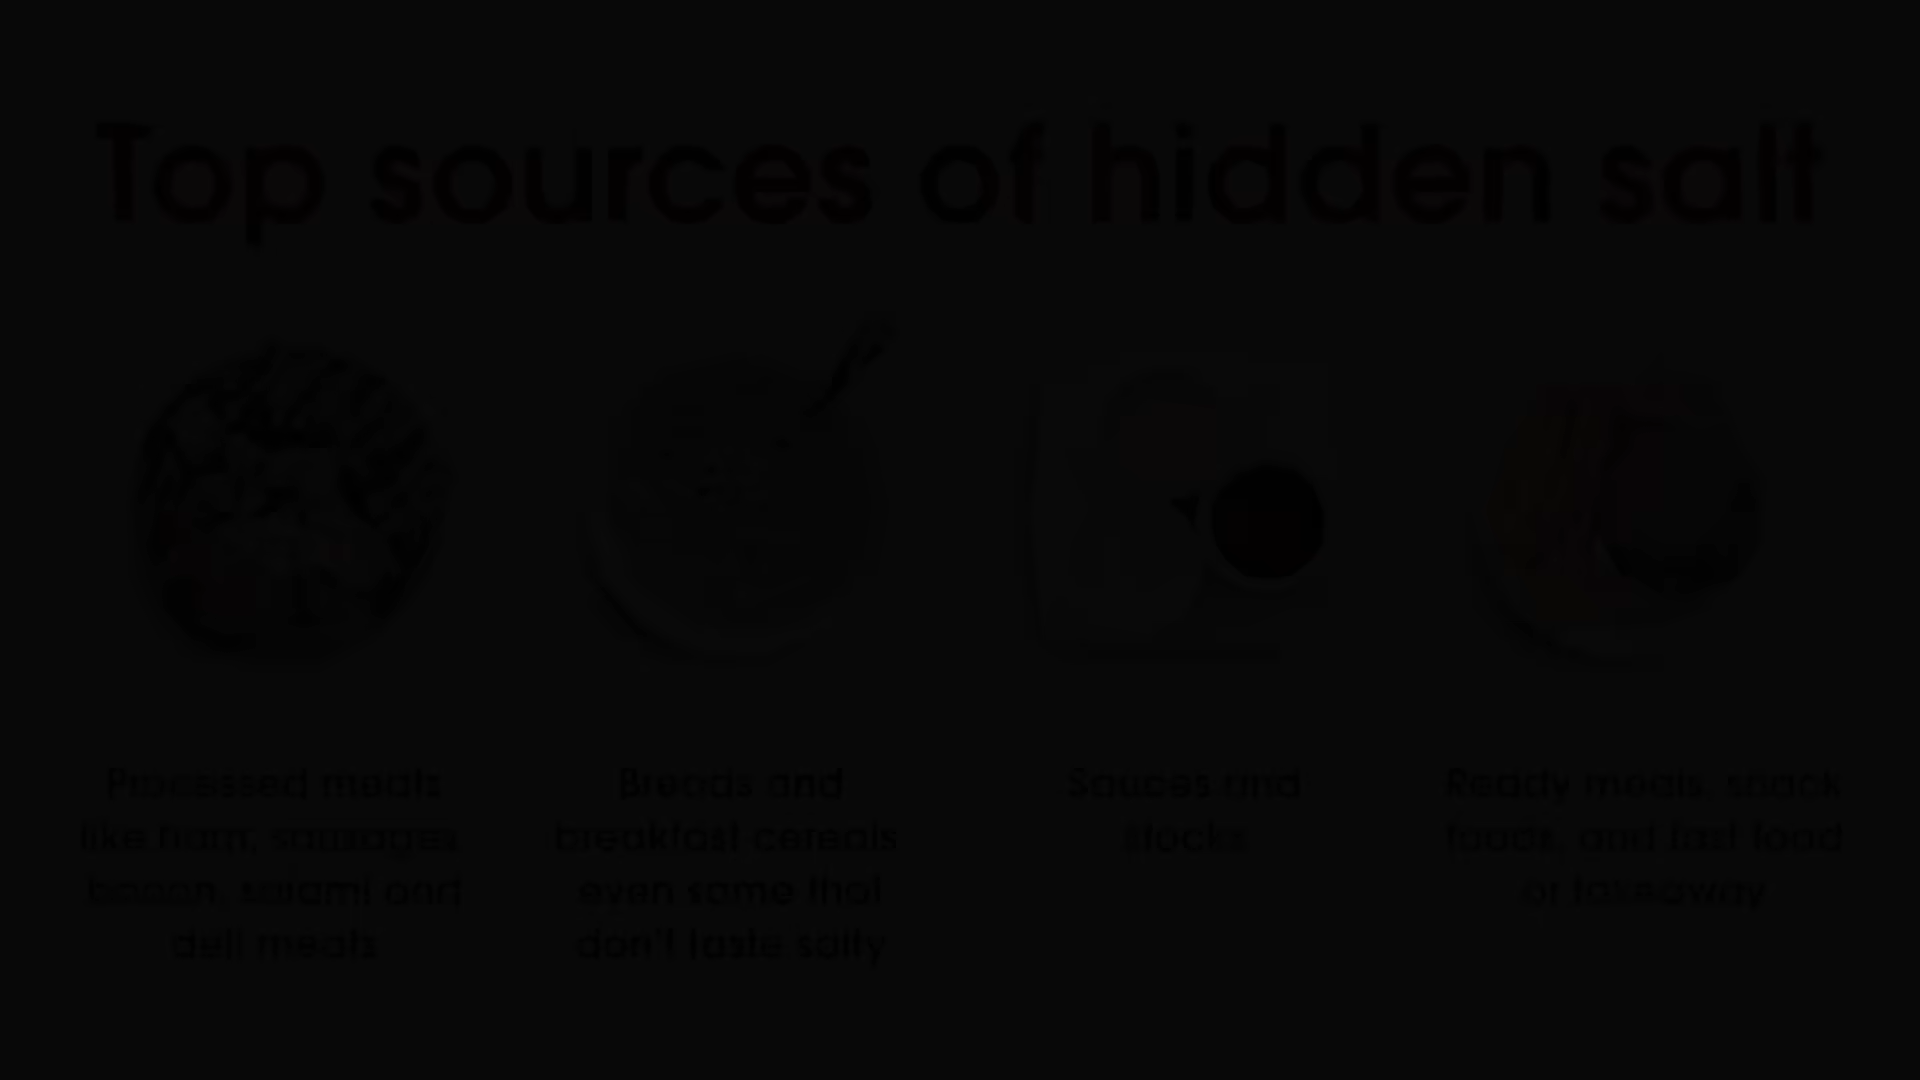 Top sources of hidden salt
Processed meats
like ham, sausages
bacon, salami and
deli meats
Breads and
breakfast cereals
even some that
don't taste salty
Sauces and
stocks
Ready meals, snack
foods, and fast food
or takeaway